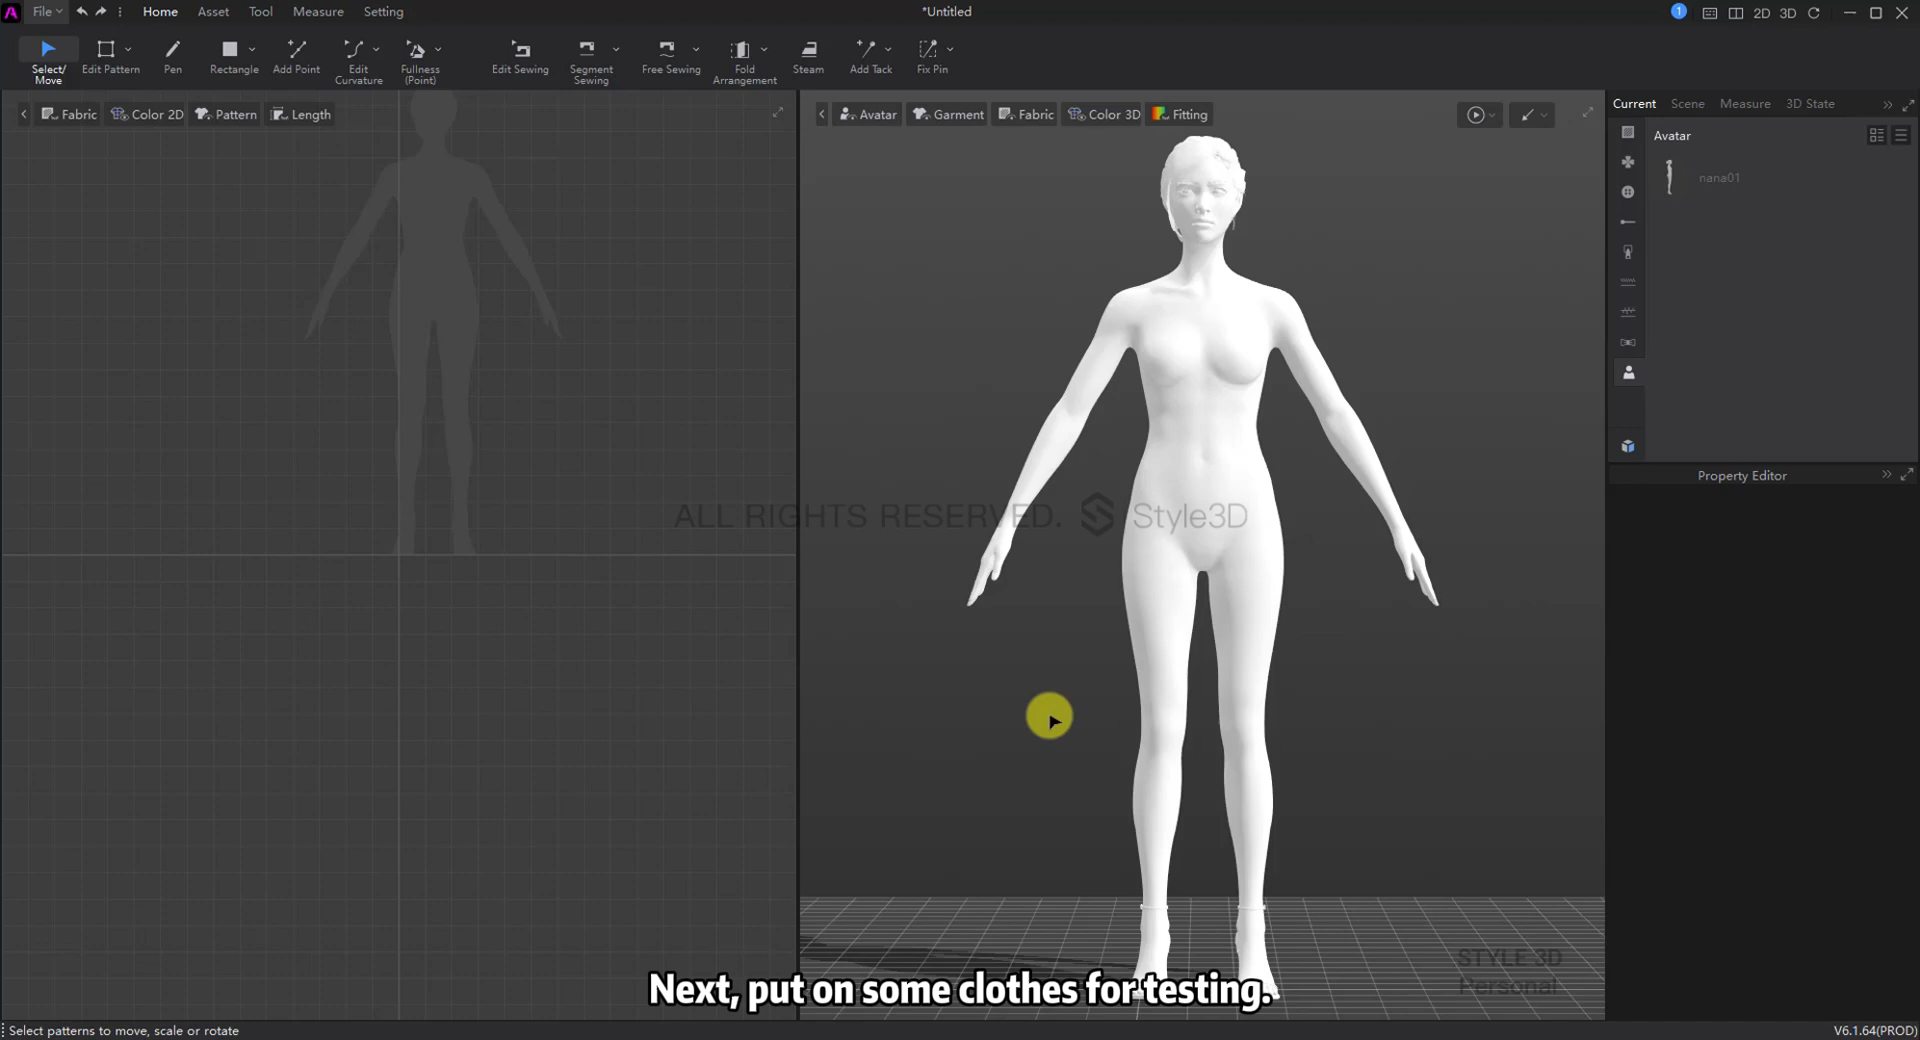 File
Home
Asset
Tool
Measure
Setting
*Untitled
1
2D
3D
Select/
Move
Edit Pattern
Pen
Rectangle
Add Point
Edit
Curvature
Fullness
(Point)
Edit Sewing
Segment
Sewing
Free Sewing
Fold
Arrangement
Steam
Add Tack
Fix Pin
Fabric
Color 2D
Pattern
Length
Avatar
Garment
Fabric
Color 3D
Fitting
Current
Scene
Measure
3D State
Avatar
nana01
Property Editor
ALL RIGHTS RESERVED. Style3D
STYLE 3D
Personal
Next, put on some clothes for testing.
Select patterns to move, scale or rotate
V6.1.64(PROD)